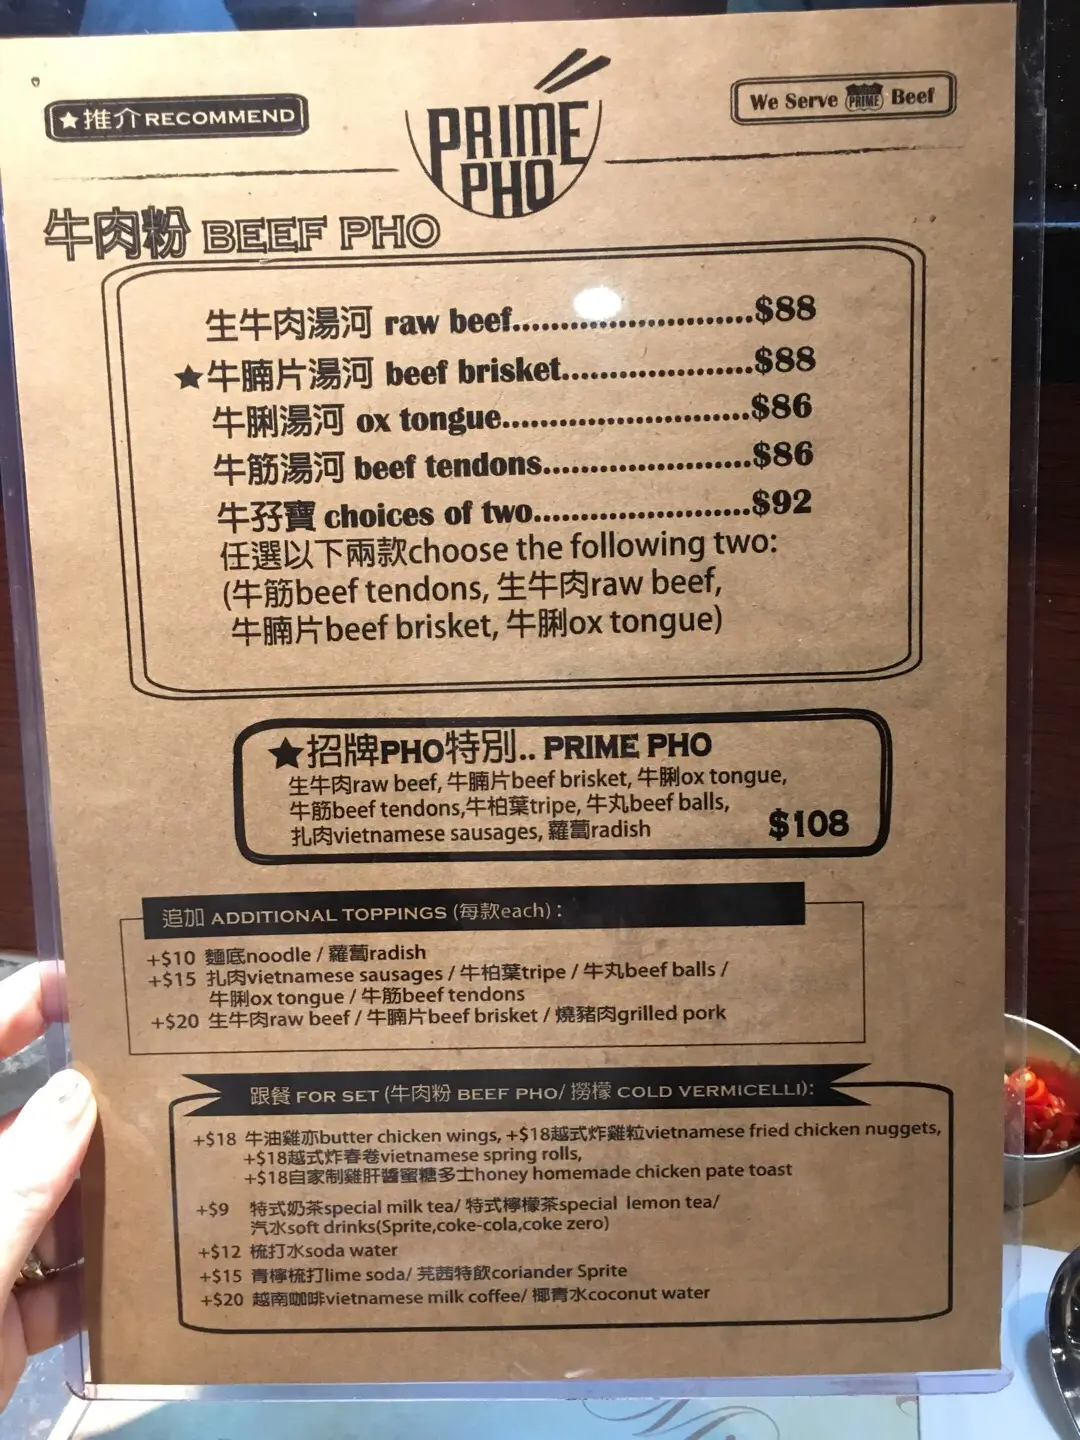 ★推介RECOMMEND
PRIMÉ
PHO
We Serve PRIME Beef
牛肉粉 BEEF PHO
生牛肉湯河 raw beef..........................$88
★牛腩片湯河 beef brisket....................$88
牛脷湯河 ox tongue..........................$86
牛筋湯河 beef tendons......................$86
牛孖寶 choices of two.......................$92
任選以下兩款choose the following two:
(牛筋beef tendons, 生牛肉raw beef,
牛腩片beef brisket, 牛脷ox tongue)
★招牌PHO特別.. PRIME PHO
生牛肉raw beef, 牛腩片beef brisket, 牛脷ox tongue,
牛筋beef tendons,牛柏葉tripe, 牛丸beef balls,
扎肉vietnamese sausages, 蘿蔔radish
$108
追加 ADDITIONAL TOPPINGS (每款each) :
+$10 麵底noodle / 蘿蔔radish
+$15 扎肉vietnamese sausages / 牛柏葉tripe / 牛丸beef balls /
牛脷ox tongue / 牛筋beef tendons
+$20 生牛肉raw beef / 牛腩片beef brisket / 燒豬肉grilled pork
跟餐 FOR SET (牛肉粉 BEEF PHO/ 撈檬 COLD VERMICELLI):
+$18 牛油雞亦butter chicken wings, +$18越式炸雞粒vietnamese fried chicken nuggets,
+$18越式炸春卷vietnamese spring rolls,
+$18自家制雞肝醬蜜糖多士honey homemade chicken pate toast
+$9 特式奶茶special milk tea/ 特式檸檬茶special lemon tea/
汽水soft drinks(Sprite,coke-cola,coke zero)
+$12 梳打水soda water
+$15 青檸梳打lime soda/ 芫茜特飲coriander Sprite
+$20 越南咖啡vietnamese milk coffee/ 椰青水coconut water